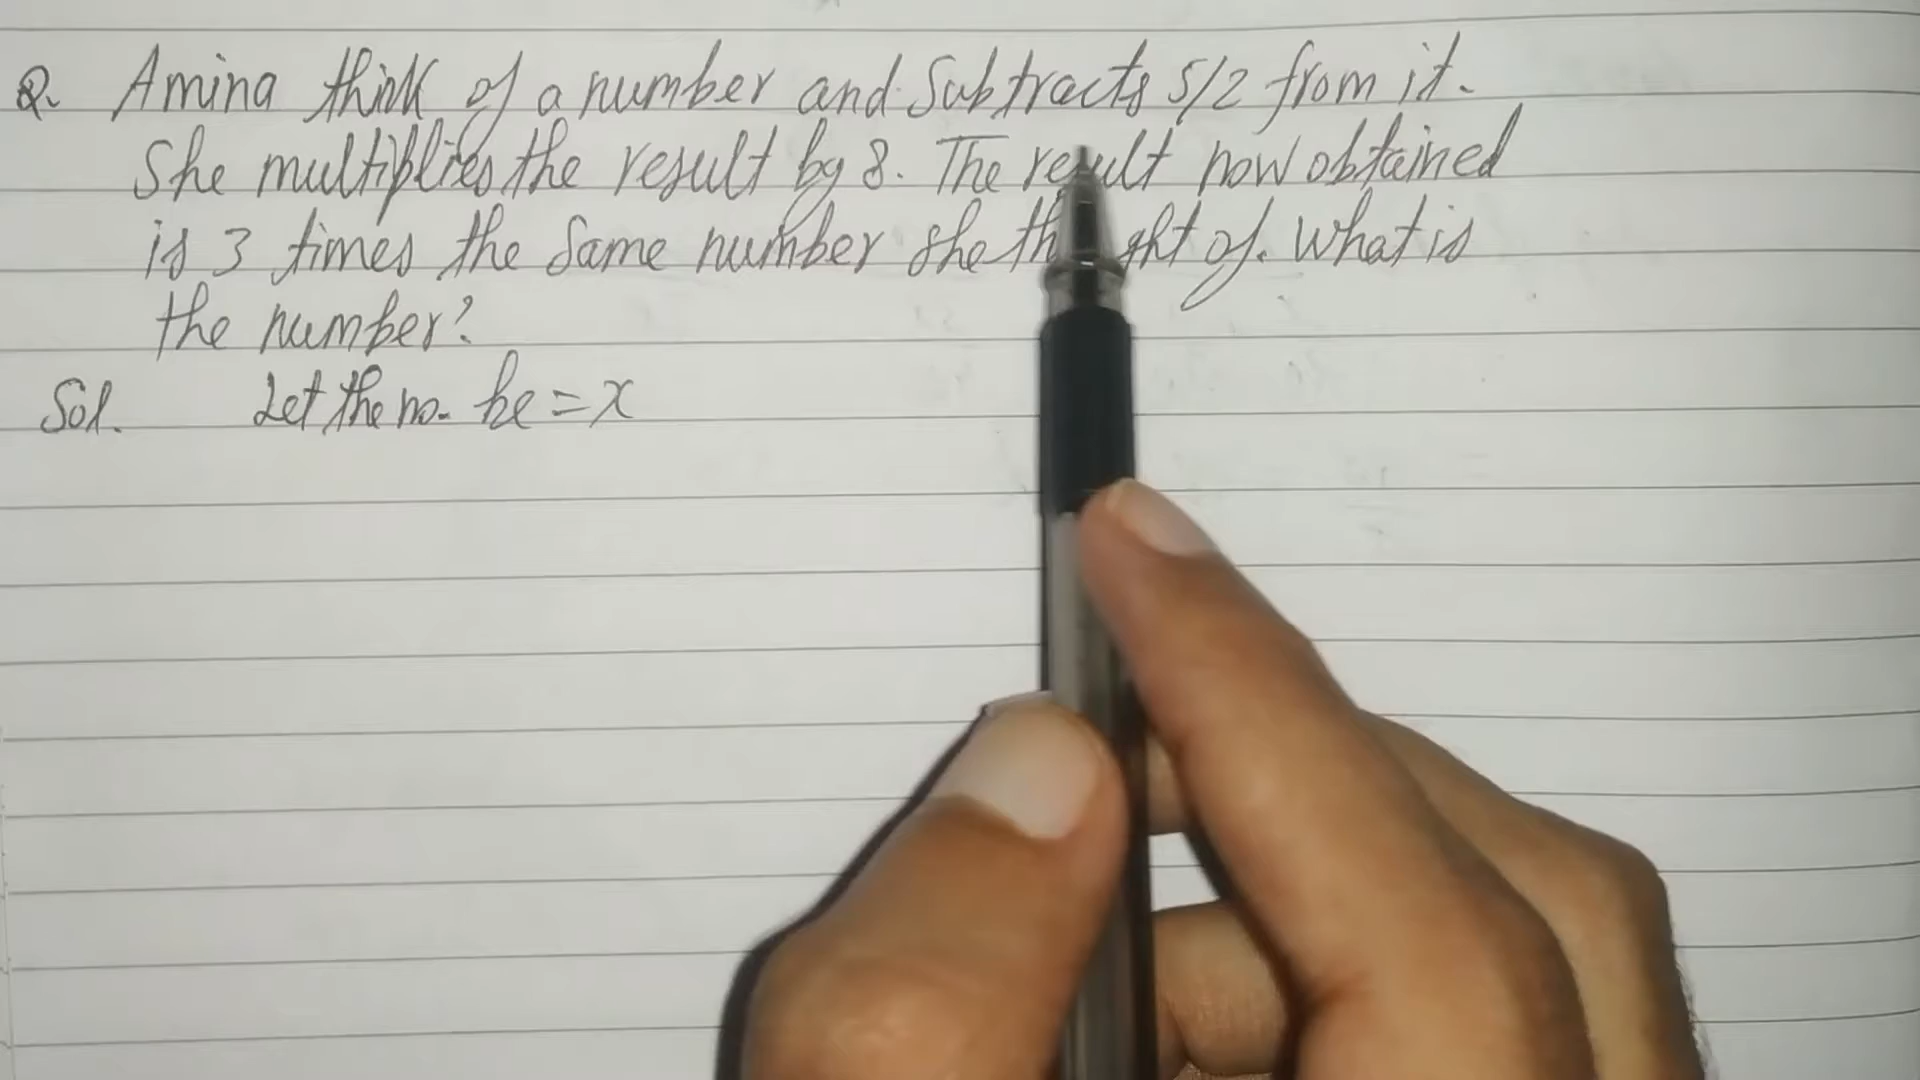 Q. Amina think of a number and Subtracts 5/2 from it.
She multiplies the result by 8. The result now obtained
is 3 times the same number she of. What is
the number?
Sol. Let the no. be = x